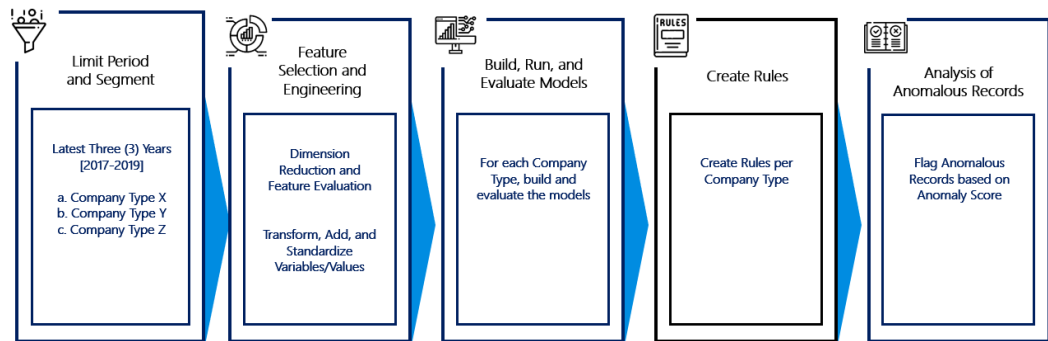 Limit Period
and Segment
Latest Three (3) Years
[2017-2019]
a. Company Type X
b. Company Type Y
c. Company Type Z
Feature
Selection and
Engineering
Dimension
Reduction and
Feature Evaluation
Transform, Add, and
Standardize
Variables/Values
Build, Run, and
Evaluate Models
For each Company
Type, build and
evaluate the models
RULES
Create Rules
Create Rules per
Company Type
Analysis of
Anomalous Records
Flag Anomalous
Records based on
Anomaly Score